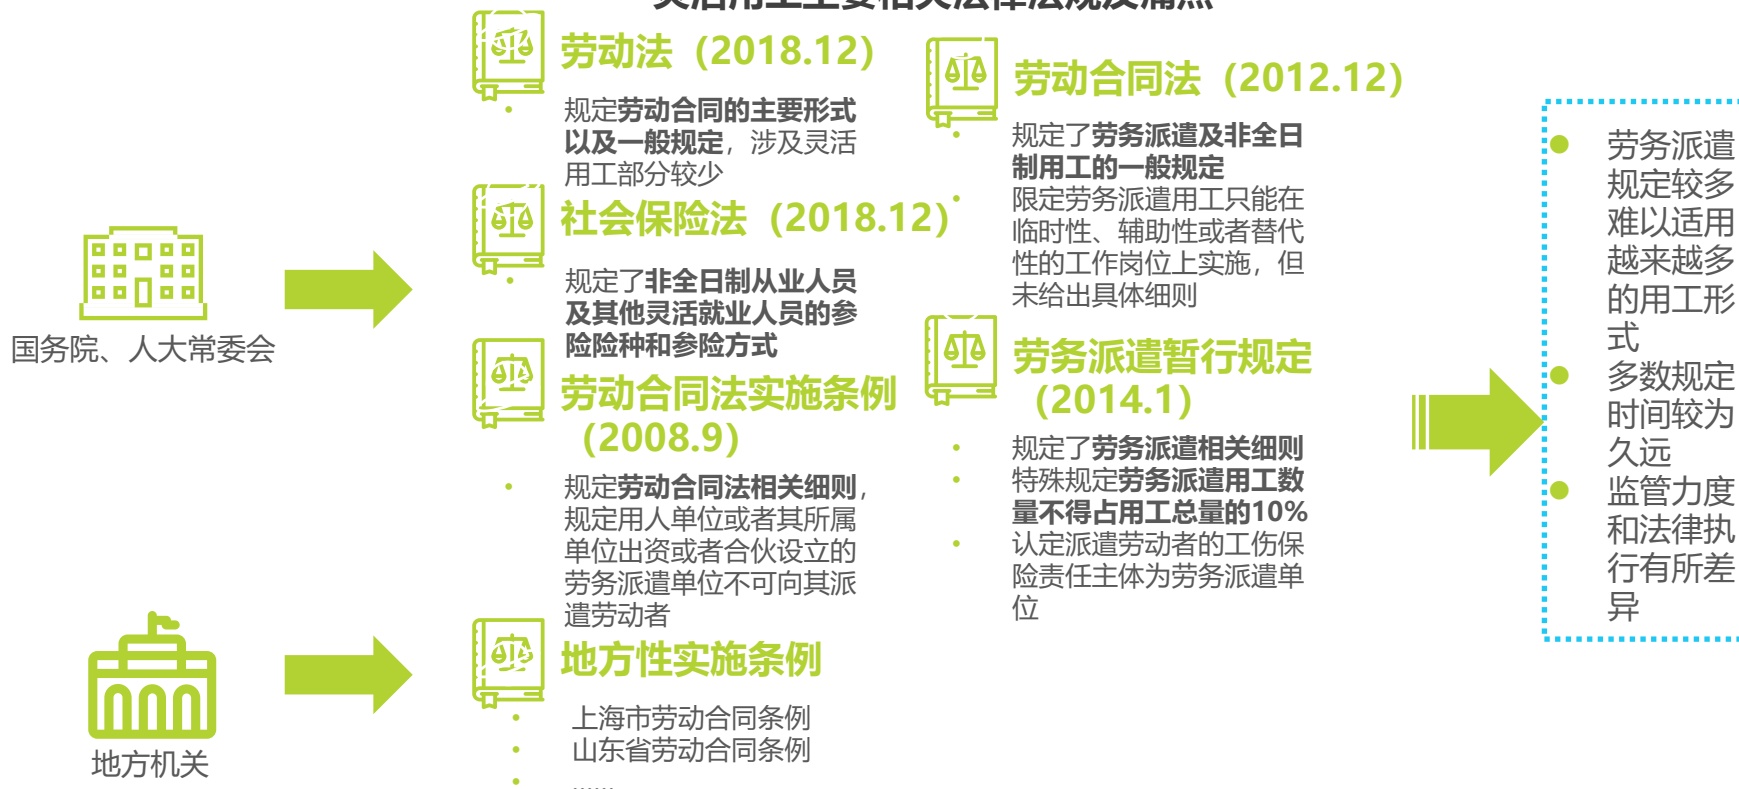 灵活用工主要相关法律法规及痛点
国务院、人大常委会
地方机关
劳动法（2018.12）
规定劳动合同的主要形式
以及一般规定，涉及灵活
用工部分较少
社会保险法（2018.12）
规定了非全日制从业人员
及其他灵活就业人员的参
险险种和参险方式
劳动合同法实施条例
（2008.9）
规定劳动合同法相关细则，
规定用人单位或者其所属
单位出资或者合伙设立的
劳务派遣单位不可向其派
遣劳动者
地方性实施条例
上海市劳动合同条例
山东省劳动合同条例
……
劳动合同法（2012.12）
规定了劳务派遣及非全日
制用工的一般规定
限定劳务派遣用工只能在
临时性、辅助性或者替代
性的工作岗位上实施，但
未给出具体细则
劳务派遣暂行规定
（2014.1）
规定了劳务派遣相关细则
特殊规定劳务派遣用工数
量不得占用工总量的10%
认定派遣劳动者的工伤保
险责任主体为劳务派遣单
位
劳务派遣
规定较多
难以适用
越来越多
的用工形
式
多数规定
时间较为
久远
监管力度
和法律执
行有所差
异